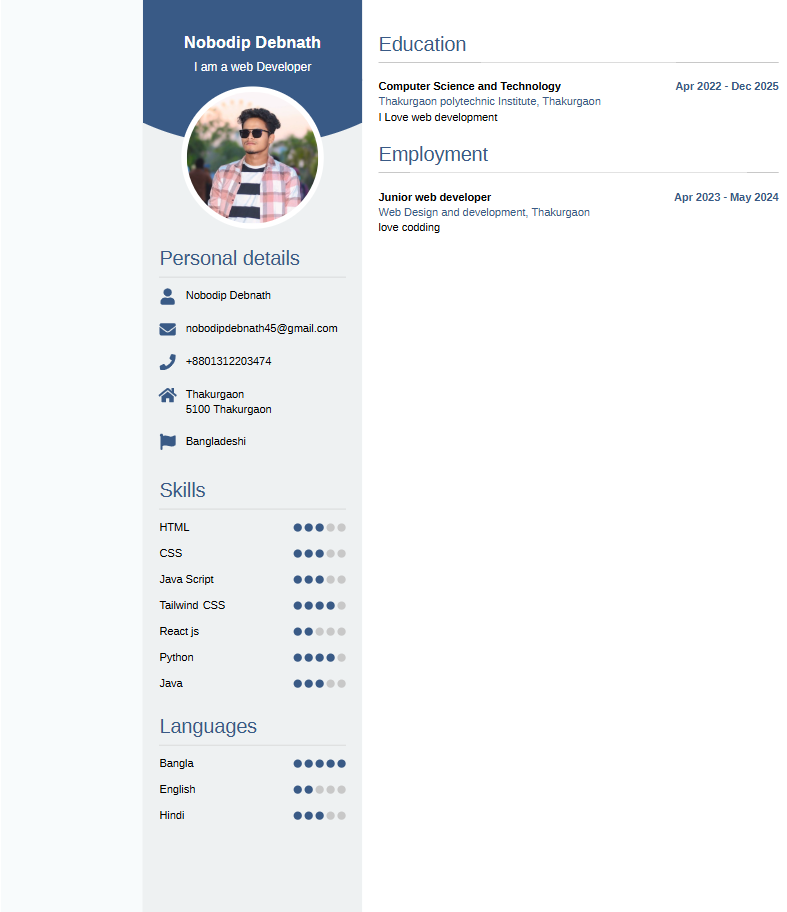 Nobodip Debnath
I am a web Developer
Personal details
Nobodip Debnath
nobodipdebnath45@gmail.com
+8801312203474
Thakurgaon
5100 Thakurgaon
Bangladeshi
Skills
HTML
CSS
Java Script
Tailwind CSS
React js
Python
Java
Languages
Bangla
English
Hindi
Education
Computer Science and Technology Apr 2022 - Dec 2025
Thakurgaon polytechnic Institute, Thakurgaon
I Love web development
Employment
Junior web developer Apr 2023 - May 2024
Web Design and development, Thakurgaon
love codding